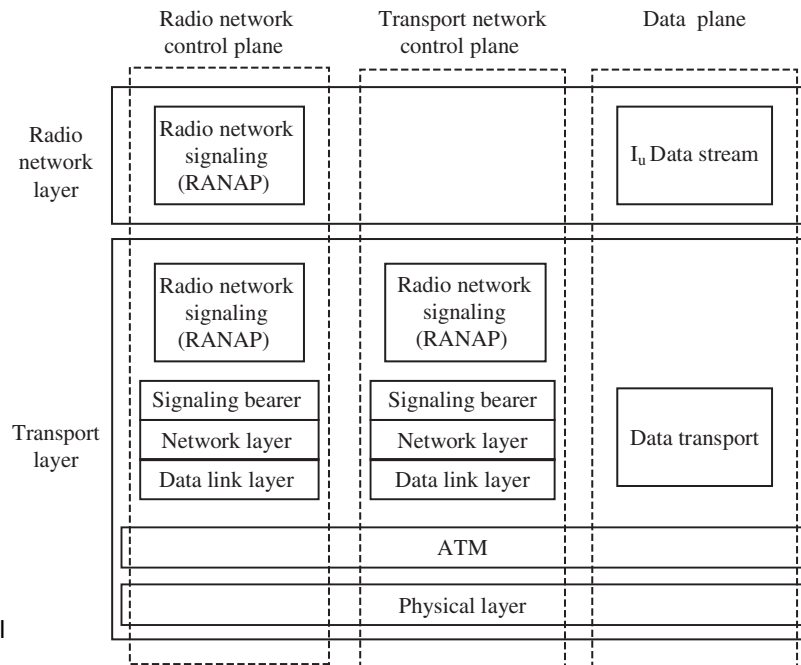 Radio network
control plane
Transport network
control plane
Data plane
Radio
network
layer
Radio network
signaling
(RANAP)
Iu Data stream
Transport
layer
Radio network
signaling
(RANAP)
Radio network
signaling
(RANAP)
Signaling bearer
Network layer
Data link layer
Signaling bearer
Network layer
Data link layer
Data transport
ATM
Physical layer
l